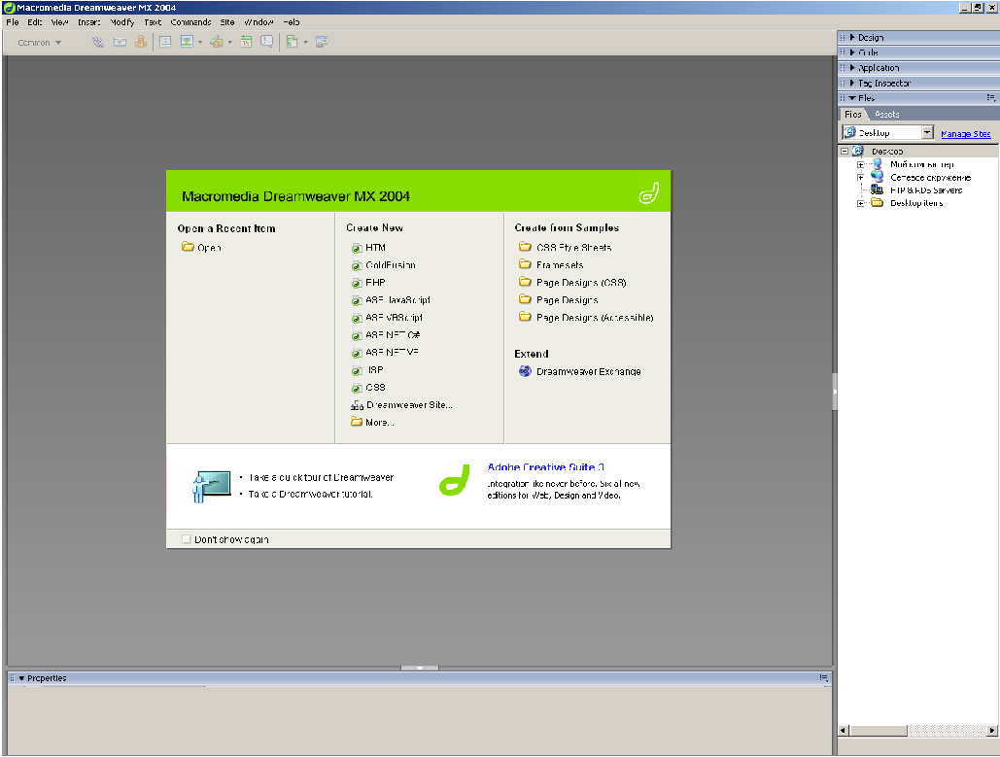 Macromedia Dreamweaver MX 2004
File Edit View Insert Modify Text Commands Site Window Help
Common
Design
Code
Application
Tag Inspector
Files
Files Assets
Desktop Manage Sites
Desktop
Мой компьютер
Сетевое окружение
FTP & RDS Servers
Desktop items
Macromedia Dreamweaver MX 2004
Open a Recent Item
Open
Create New
HTML
ColdFusion
PHP
ASP JavaScript
ASP VBScript
ASP.NET C#
ASP.NET VB
JSP
CSS
Dreamweaver Site...
More...
Create from Samples
CSS Style Sheets
Framesets
Page Designs (CSS)
Page Designs
Page Designs (Accessible)
Extend
Dreamweaver Exchange
• Take a quick tour of Dreamweaver
• Take a Dreamweaver tutorial.
Adobe Creative Suite 3
Integration like never before. Six all new
editions for Web, Design and Video.
Don't show again
Properties